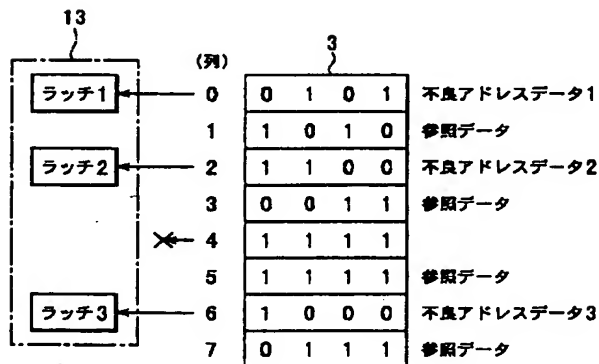 13
3
(列)
ラッチ1 0 0 1 0 1 不良アドレスデータ1
1 1 0 1 0 参照データ
ラッチ2 2 1 1 0 0 不良アドレスデータ2
3 0 0 1 1 参照データ
4 1 1 1 1
5 1 1 1 1 参照データ
ラッチ3 6 1 0 0 0 不良アドレスデータ3
7 0 1 1 1 参照データ